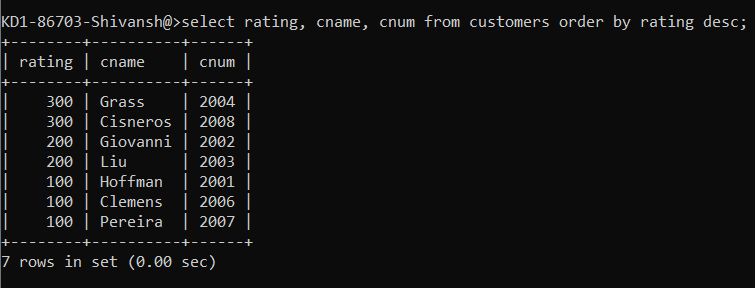 KD1-86703-Shivansh@>select rating, cname, cnum from customers order by rating desc;
+--------+----------+------+
| rating | cname    | cnum |
+--------+----------+------+
|    300 | Grass    | 2004 |
|    300 | Cisneros | 2008 |
|    200 | Giovanni | 2002 |
|    200 | Liu      | 2003 |
|    100 | Hoffman  | 2001 |
|    100 | Clemens  | 2006 |
|    100 | Pereira  | 2007 |
+--------+----------+------+
7 rows in set (0.00 sec)